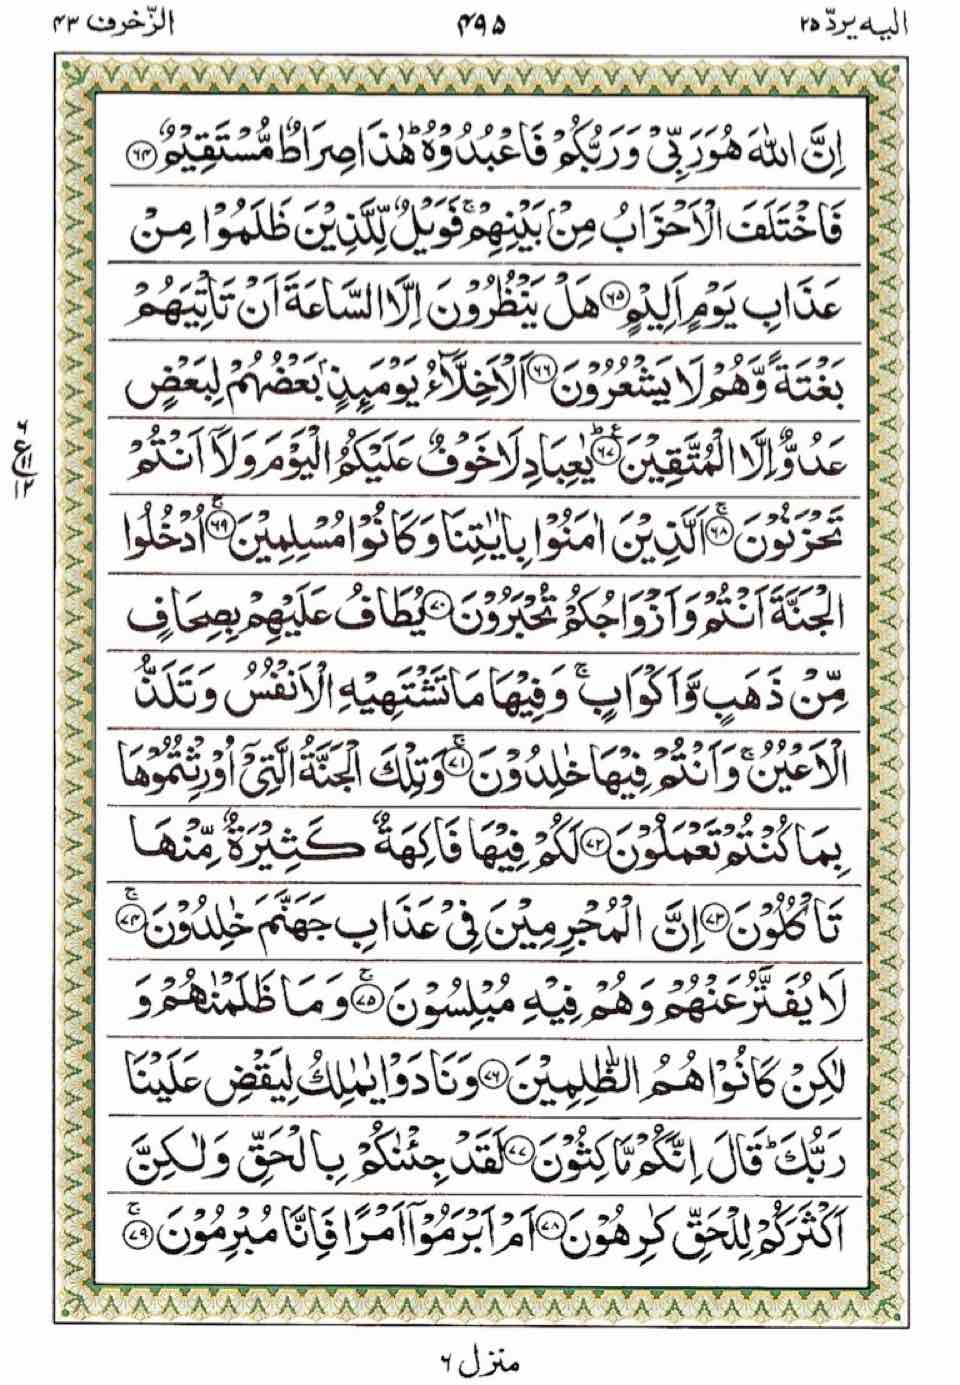 الیه یردّ ۲۵
۴۹۵
الزّخرف ۴۳
اِنَّ اللّٰهَ هُوَ رَبِّیْ وَ رَبُّكُمْ فَاعْبُدُوْهُ ؕ هٰذَا صِرَاطٌ مُّسْتَقِیْمٌ ﴿۶۴﴾
فَاخْتَلَفَ الْاَحْزَابُ مِنْۢ بَیْنِهِمْ ۚ فَوَیْلٌ لِّلَّذِیْنَ ظَلَمُوْا مِنْ
عَذَابِ یَوْمٍ اَلِیْمٍ ﴿۶۵﴾ هَلْ یَنْظُرُوْنَ اِلَّا السَّاعَةَ اَنْ تَاْتِیَهُمْ
بَغْتَةً وَّ هُمْ لَا یَشْعُرُوْنَ ﴿۶۶﴾ اَلْاَخِلَّآءُ یَوْمَىِٕذٍۭ بَعْضُهُمْ لِبَعْضٍ
عَدُوٌّ اِلَّا الْمُتَّقِیْنَ ﴿۶۷﴾ ؕ۠ یٰعِبَادِ لَا خَوْفٌ عَلَیْكُمُ الْیَوْمَ وَ لَاۤ اَنْتُمْ
۶
ع
۱۱
۱۲
تَحْزَنُوْنَ ﴿۶۸﴾ ۚ اَلَّذِیْنَ اٰمَنُوْا بِاٰیٰتِنَا وَ كَانُوْا مُسْلِمِیْنَ ﴿۶۹﴾ ۚ اُدْخُلُوا
الْجَنَّةَ اَنْتُمْ وَ اَزْوَاجُكُمْ تُحْبَرُوْنَ ﴿۷۰﴾ یُطَافُ عَلَیْهِمْ بِصِحَافٍ
مِّنْ ذَهَبٍ وَّ اَكْوَابٍ ۚ وَ فِیْهَا مَا تَشْتَهِیْهِ الْاَنْفُسُ وَ تَلَذُّ
الْاَعْیُنُ ۚ وَ اَنْتُمْ فِیْهَا خٰلِدُوْنَ ﴿۷۱﴾ ۚ وَ تِلْكَ الْجَنَّةُ الَّتِیْۤ اُوْرِثْتُمُوْهَا
بِمَا كُنْتُمْ تَعْمَلُوْنَ ﴿۷۲﴾ لَكُمْ فِیْهَا فَاكِهَةٌ كَثِیْرَةٌ مِّنْهَا
تَاْكُلُوْنَ ﴿۷۳﴾ اِنَّ الْمُجْرِمِیْنَ فِیْ عَذَابِ جَهَنَّمَ خٰلِدُوْنَ ﴿۷۴﴾ ۚ
لَا یُفَتَّرُ عَنْهُمْ وَ هُمْ فِیْهِ مُبْلِسُوْنَ ﴿۷۵﴾ ۚ وَ مَا ظَلَمْنٰهُمْ وَ
لٰكِنْ كَانُوْا هُمُ الظّٰلِمِیْنَ ﴿۷۶﴾ وَ نَادَوْا یٰمٰلِكُ لِیَقْضِ عَلَیْنَا
رَبُّكَ ؕ قَالَ اِنَّكُمْ مّٰكِثُوْنَ ﴿۷۷﴾ لَقَدْ جِئْنٰكُمْ بِالْحَقِّ وَ لٰكِنَّ
اَكْثَرَكُمْ لِلْحَقِّ كٰرِهُوْنَ ﴿۷۸﴾ اَمْ اَبْرَمُوْۤا اَمْرًا فَاِنَّا مُبْرِمُوْنَ ﴿۷۹﴾ ۚ
منزل ۶